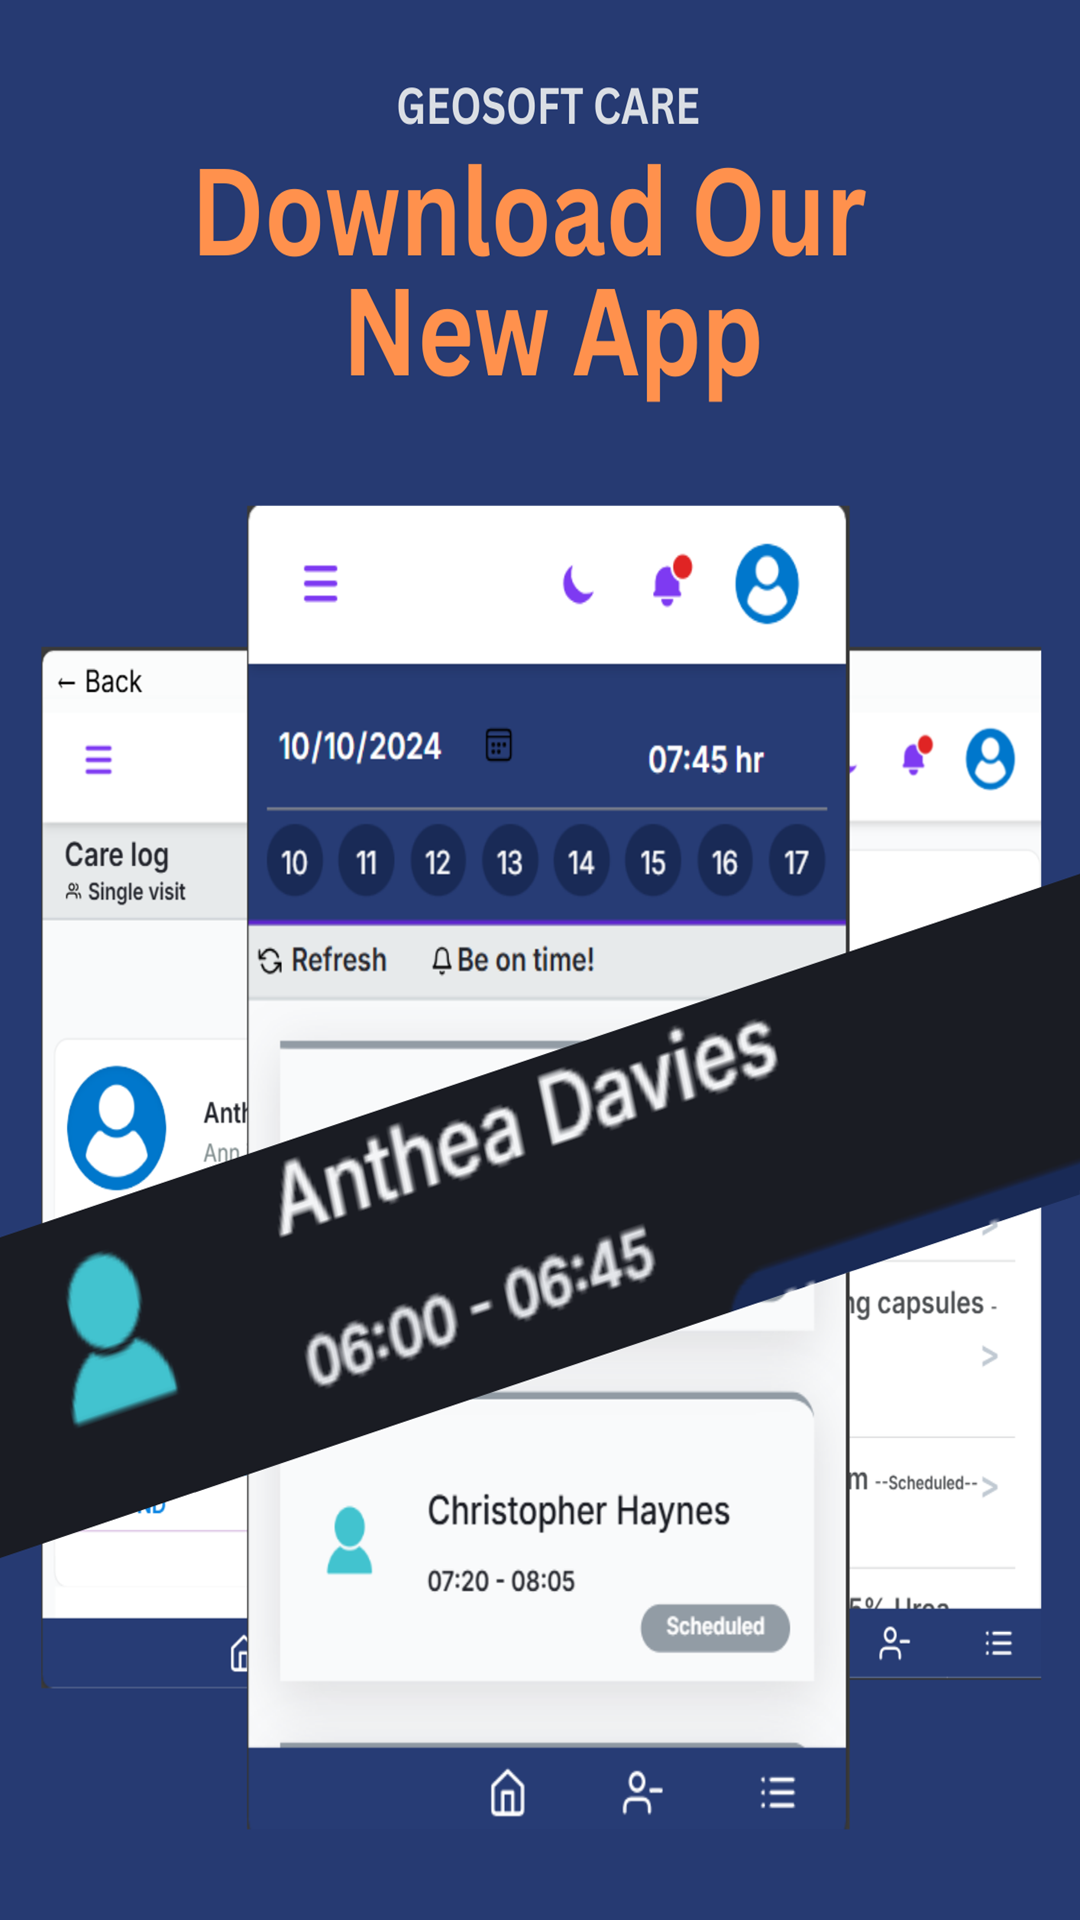 GEOSOFT CARE
Download Our
New App
← Back
Care log
Single visit
10/10/2024
07:45 hr
10 11 12 13 14 15 16 17
Refresh
Be on time!
Anthea Davies
06:00 - 06:45
ng capsules -
m --Scheduled--
5% Urea
Christopher Haynes
07:20 - 08:05
Scheduled